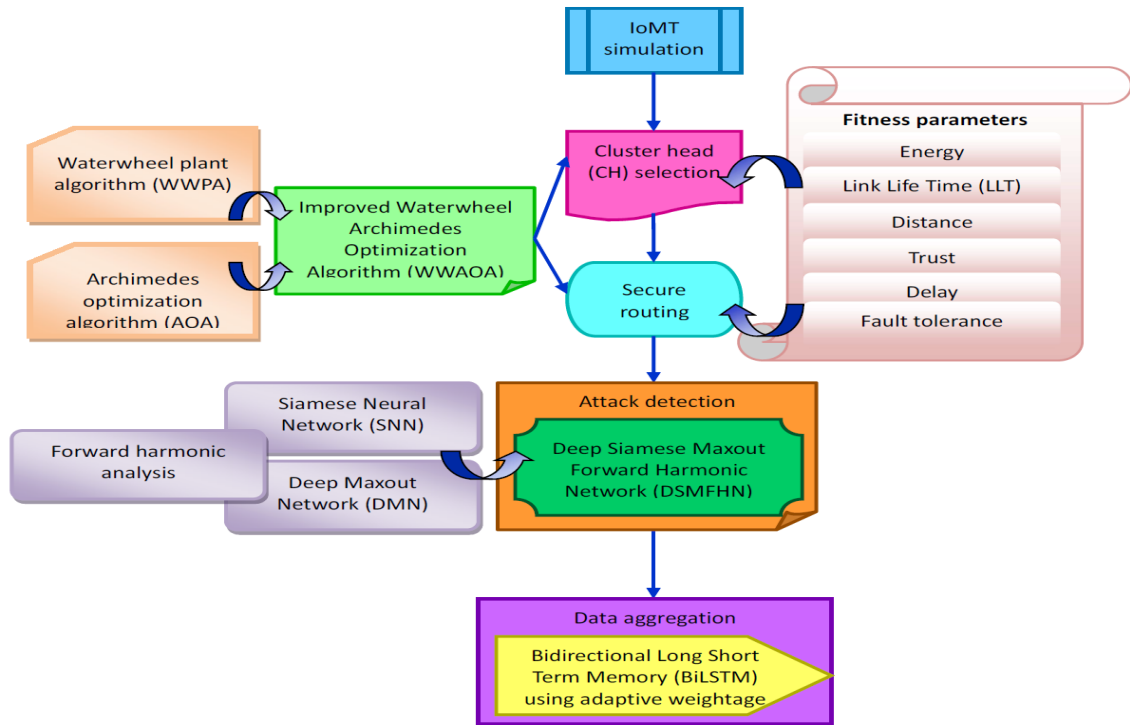 IoMT
simulation
Fitness parameters
Energy
Link Life Time (LLT)
Distance
Trust
Delay
Fault tolerance
Cluster head
(CH) selection
Waterwheel plant
algorithm (WWPA)
Improved Waterwheel
Archimedes
Optimization
Algorithm (WWAOA)
Archimedes
optimization
algorithm (AOA)
Secure
routing
Siamese Neural
Network (SNN)
Forward harmonic
analysis
Deep Maxout
Network (DMN)
Attack detection
Deep Siamese Maxout
Forward Harmonic
Network (DSMFHN)
Data aggregation
Bidirectional Long Short
Term Memory (BiLSTM)
using adaptive weightage